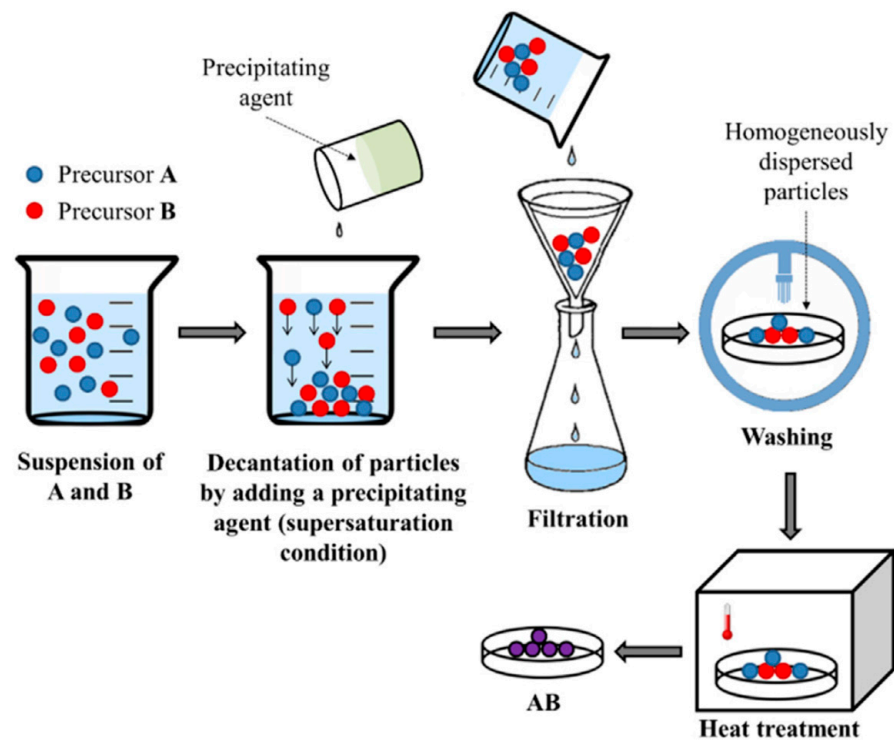 Precipitating
agent
Precursor A
Precursor B
Homogeneously
dispersed
particles
Suspension of
A and B
Decantation of particles
by adding a precipitating
agent (supersaturation
condition)
Filtration
Washing
AB
Heat treatment